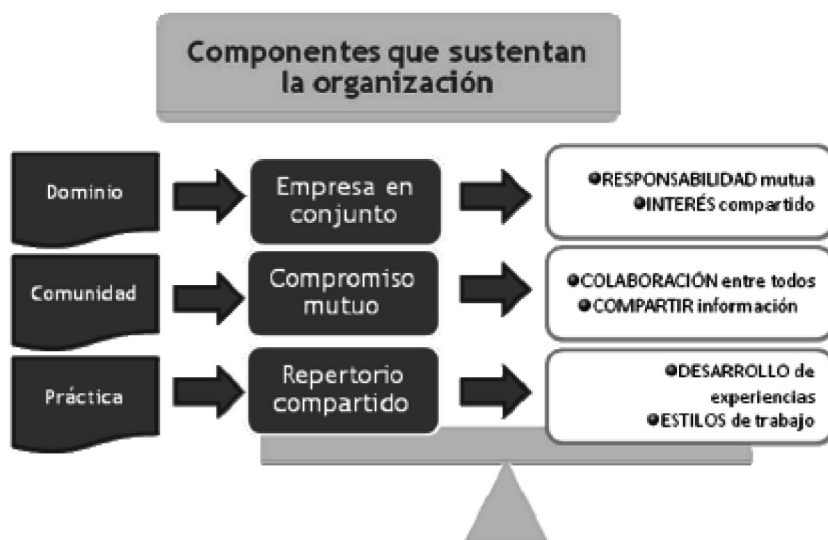 Componentes que sustentan
la organización
Dominio
Empresa en
conjunto
●RESPONSABILIDAD mutua
●INTERÉS compartido
Comunidad
Compromiso
mutuo
●COLABORACIÓN entre todos
●COMPARTIR información
Práctica
Repertorio
compartido
●DESARROLLO de
experiencias
●ESTILOS de trabajo